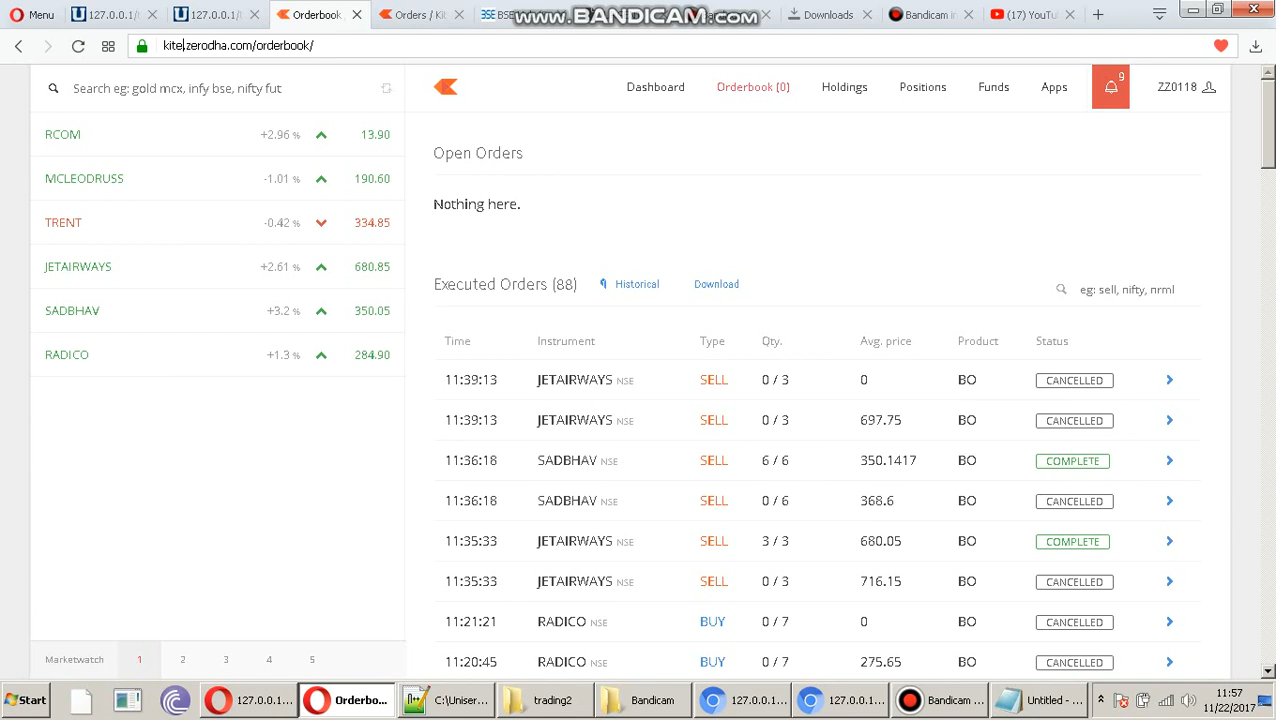 Menu 127.0.0.1/ 127.0.0.1/ Orderbook Orders / Kit BSE Downloads Bandicam (17) YouTu
www.BANDICAM.com
kite.zerodha.com/orderbook/
Search eg: gold mcx, infy bse, nifty fut
Dashboard Orderbook (0) Holdings Positions Funds Apps 9 ZZ0118
RCOM +2.96 % 13.90
MCLEODRUSS -1.01 % 190.60
TRENT -0.42 % 334.85
JETAIRWAYS +2.61 % 680.85
SADBHAV +3.2 % 350.05
RADICO +1.3 % 284.90
Marketwatch 1 2 3 4 5
Open Orders
Nothing here.
Executed Orders (88) Historical Download eg: sell, nifty, nrml
Time Instrument Type Qty. Avg. price Product Status
11:39:13 JETAIRWAYS NSE SELL 0 / 3 0 BO CANCELLED
11:39:13 JETAIRWAYS NSE SELL 0 / 3 697.75 BO CANCELLED
11:36:18 SADBHAV NSE SELL 6 / 6 350.1417 BO COMPLETE
11:36:18 SADBHAV NSE SELL 0 / 6 368.6 BO CANCELLED
11:35:33 JETAIRWAYS NSE SELL 3 / 3 680.05 BO COMPLETE
11:35:33 JETAIRWAYS NSE SELL 0 / 3 716.15 BO CANCELLED
11:21:21 RADICO NSE BUY 0 / 7 0 BO CANCELLED
11:20:45 RADICO NSE BUY 0 / 7 275.65 BO CANCELLED
Start 127.0.0.1... Orderbo... C:\Uniser... trading2 Bandicam 127.0.0.1... 127.0.0.1... Bandicam ... Untitled - ... 11:57
11/22/2017